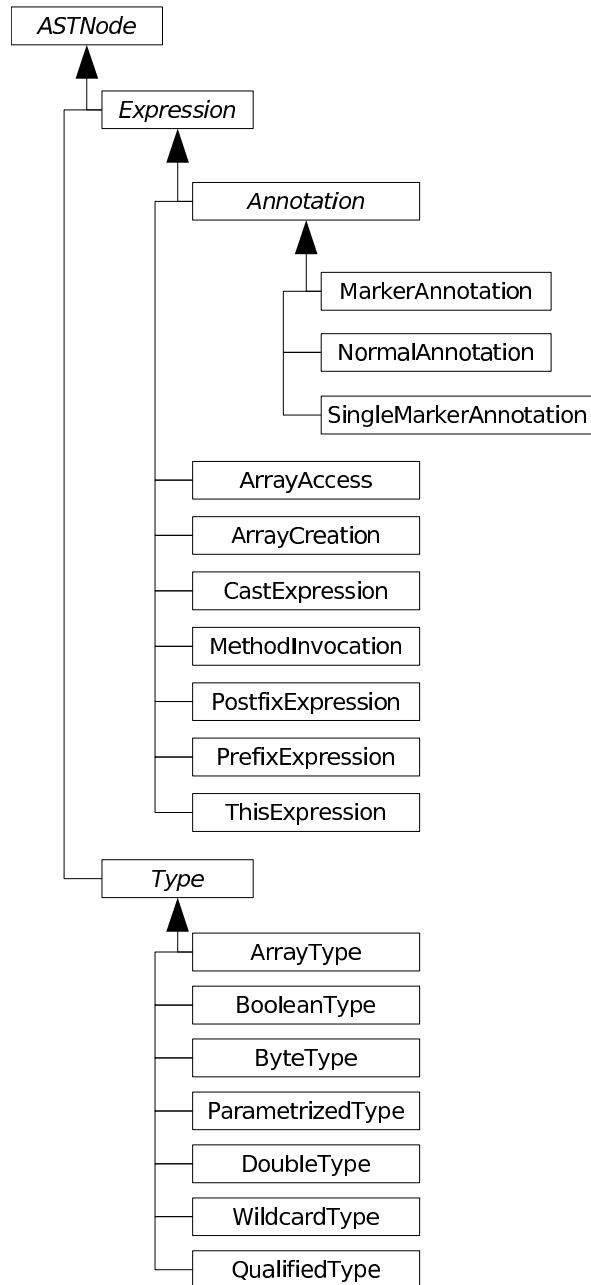 ASTNode
Expression
Annotation
MarkerAnnotation
NormalAnnotation
SingleMarkerAnnotation
ArrayAccess
ArrayCreation
CastExpression
MethodInvocation
PostfixExpression
PrefixExpression
ThisExpression
Type
ArrayType
BooleanType
ByteType
ParametrizedType
DoubleType
WildcardType
QualifiedType